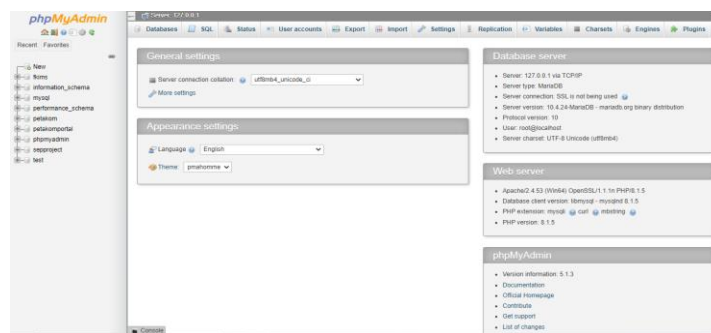 phpMyAdmin
Recent Favorites
New
fkoms
information_schema
mysql
performance_schema
petakom
petakomportal
phpmyadmin
sepproject
test
Server: 127.0.0.1
Databases SQL Status User accounts Export Import Settings Replication Variables Charsets Engines Plugins
General settings
Server connection collation: utf8mb4_unicode_ci
More settings
Appearance settings
Language English
Theme: pmahomme
Database server
Server: 127.0.0.1 via TCP/IP
Server type: MariaDB
Server connection: SSL is not being used
Server version: 10.4.24-MariaDB - mariadb.org binary distribution
Protocol version: 10
User: root@localhost
Server charset: UTF-8 Unicode (utf8mb4)
Web server
Apache/2.4.53 (Win64) OpenSSL/1.1.1n PHP/8.1.5
Database client version: libmysql - mysqlnd 8.1.5
PHP extension: mysqli curl mbstring
PHP version: 8.1.5
phpMyAdmin
Version information: 5.1.3
Documentation
Official Homepage
Contribute
Get support
List of changes
Console